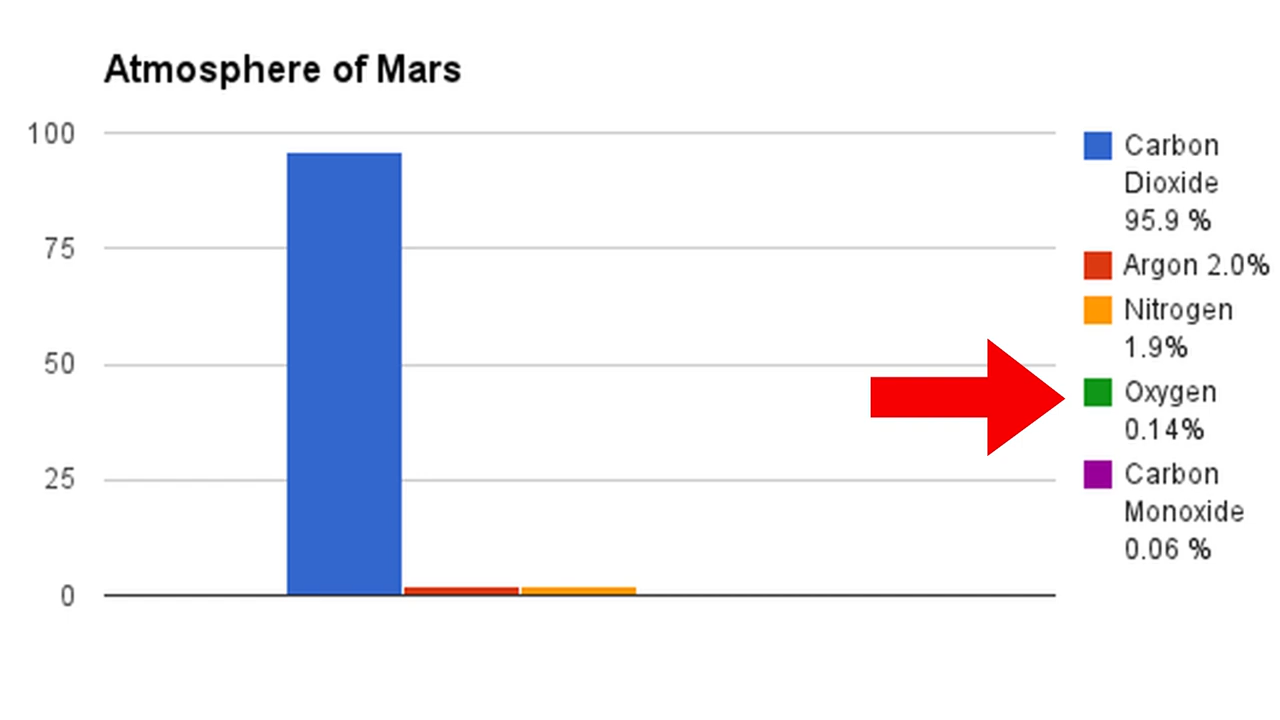 Atmosphere of Mars
100
75
50
25
0
Carbon
Dioxide
95.9 %
Argon 2.0%
Nitrogen
1.9%
Oxygen
0.14%
Carbon
Monoxide
0.06 %